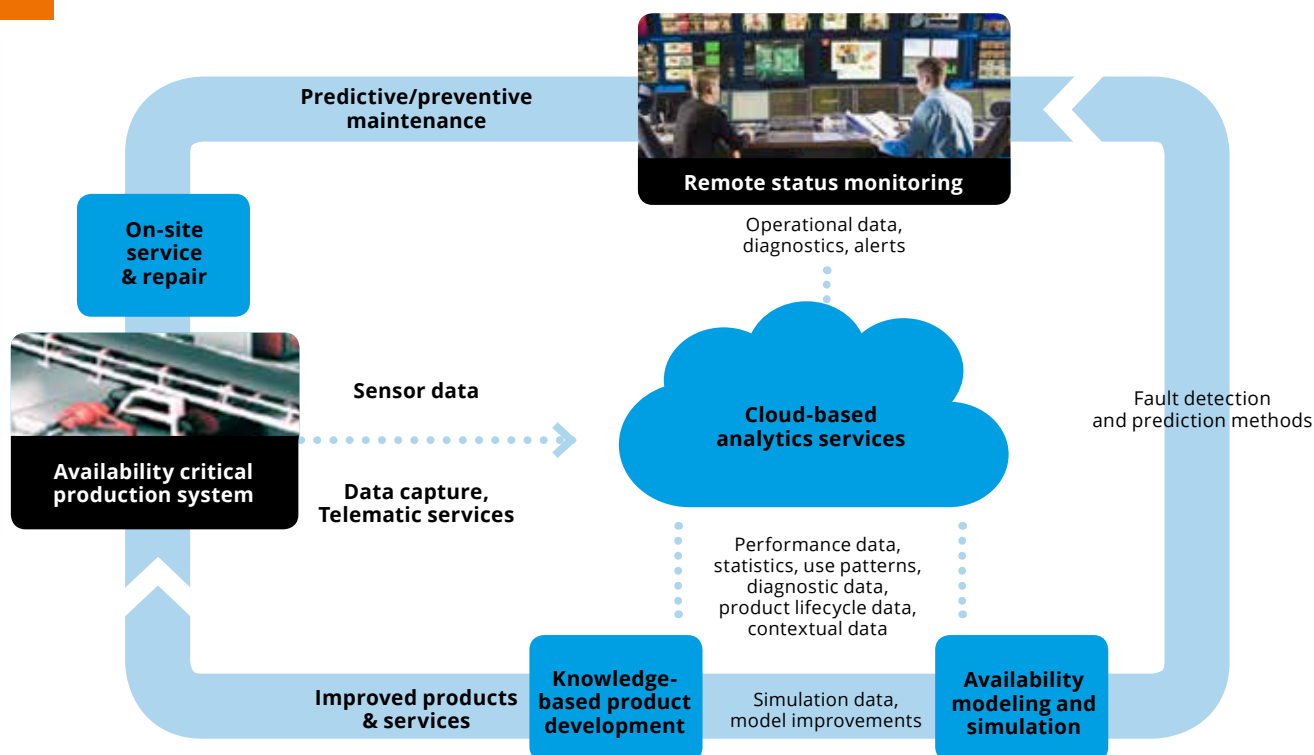 Predictive/preventive
maintenance
Remote status monitoring
On-site
service
& repair
Operational data,
diagnostics, alerts
Sensor data
Cloud-based
analytics services
Fault detection
and prediction methods
Availability critical
production system
Data capture,
Telematic services
Performance data,
statistics, use patterns,
diagnostic data,
product lifecycle data,
contextual data
Improved products
& services
Knowledge-
based product
development
Simulation data,
model improvements
Availability
modeling and
simulation